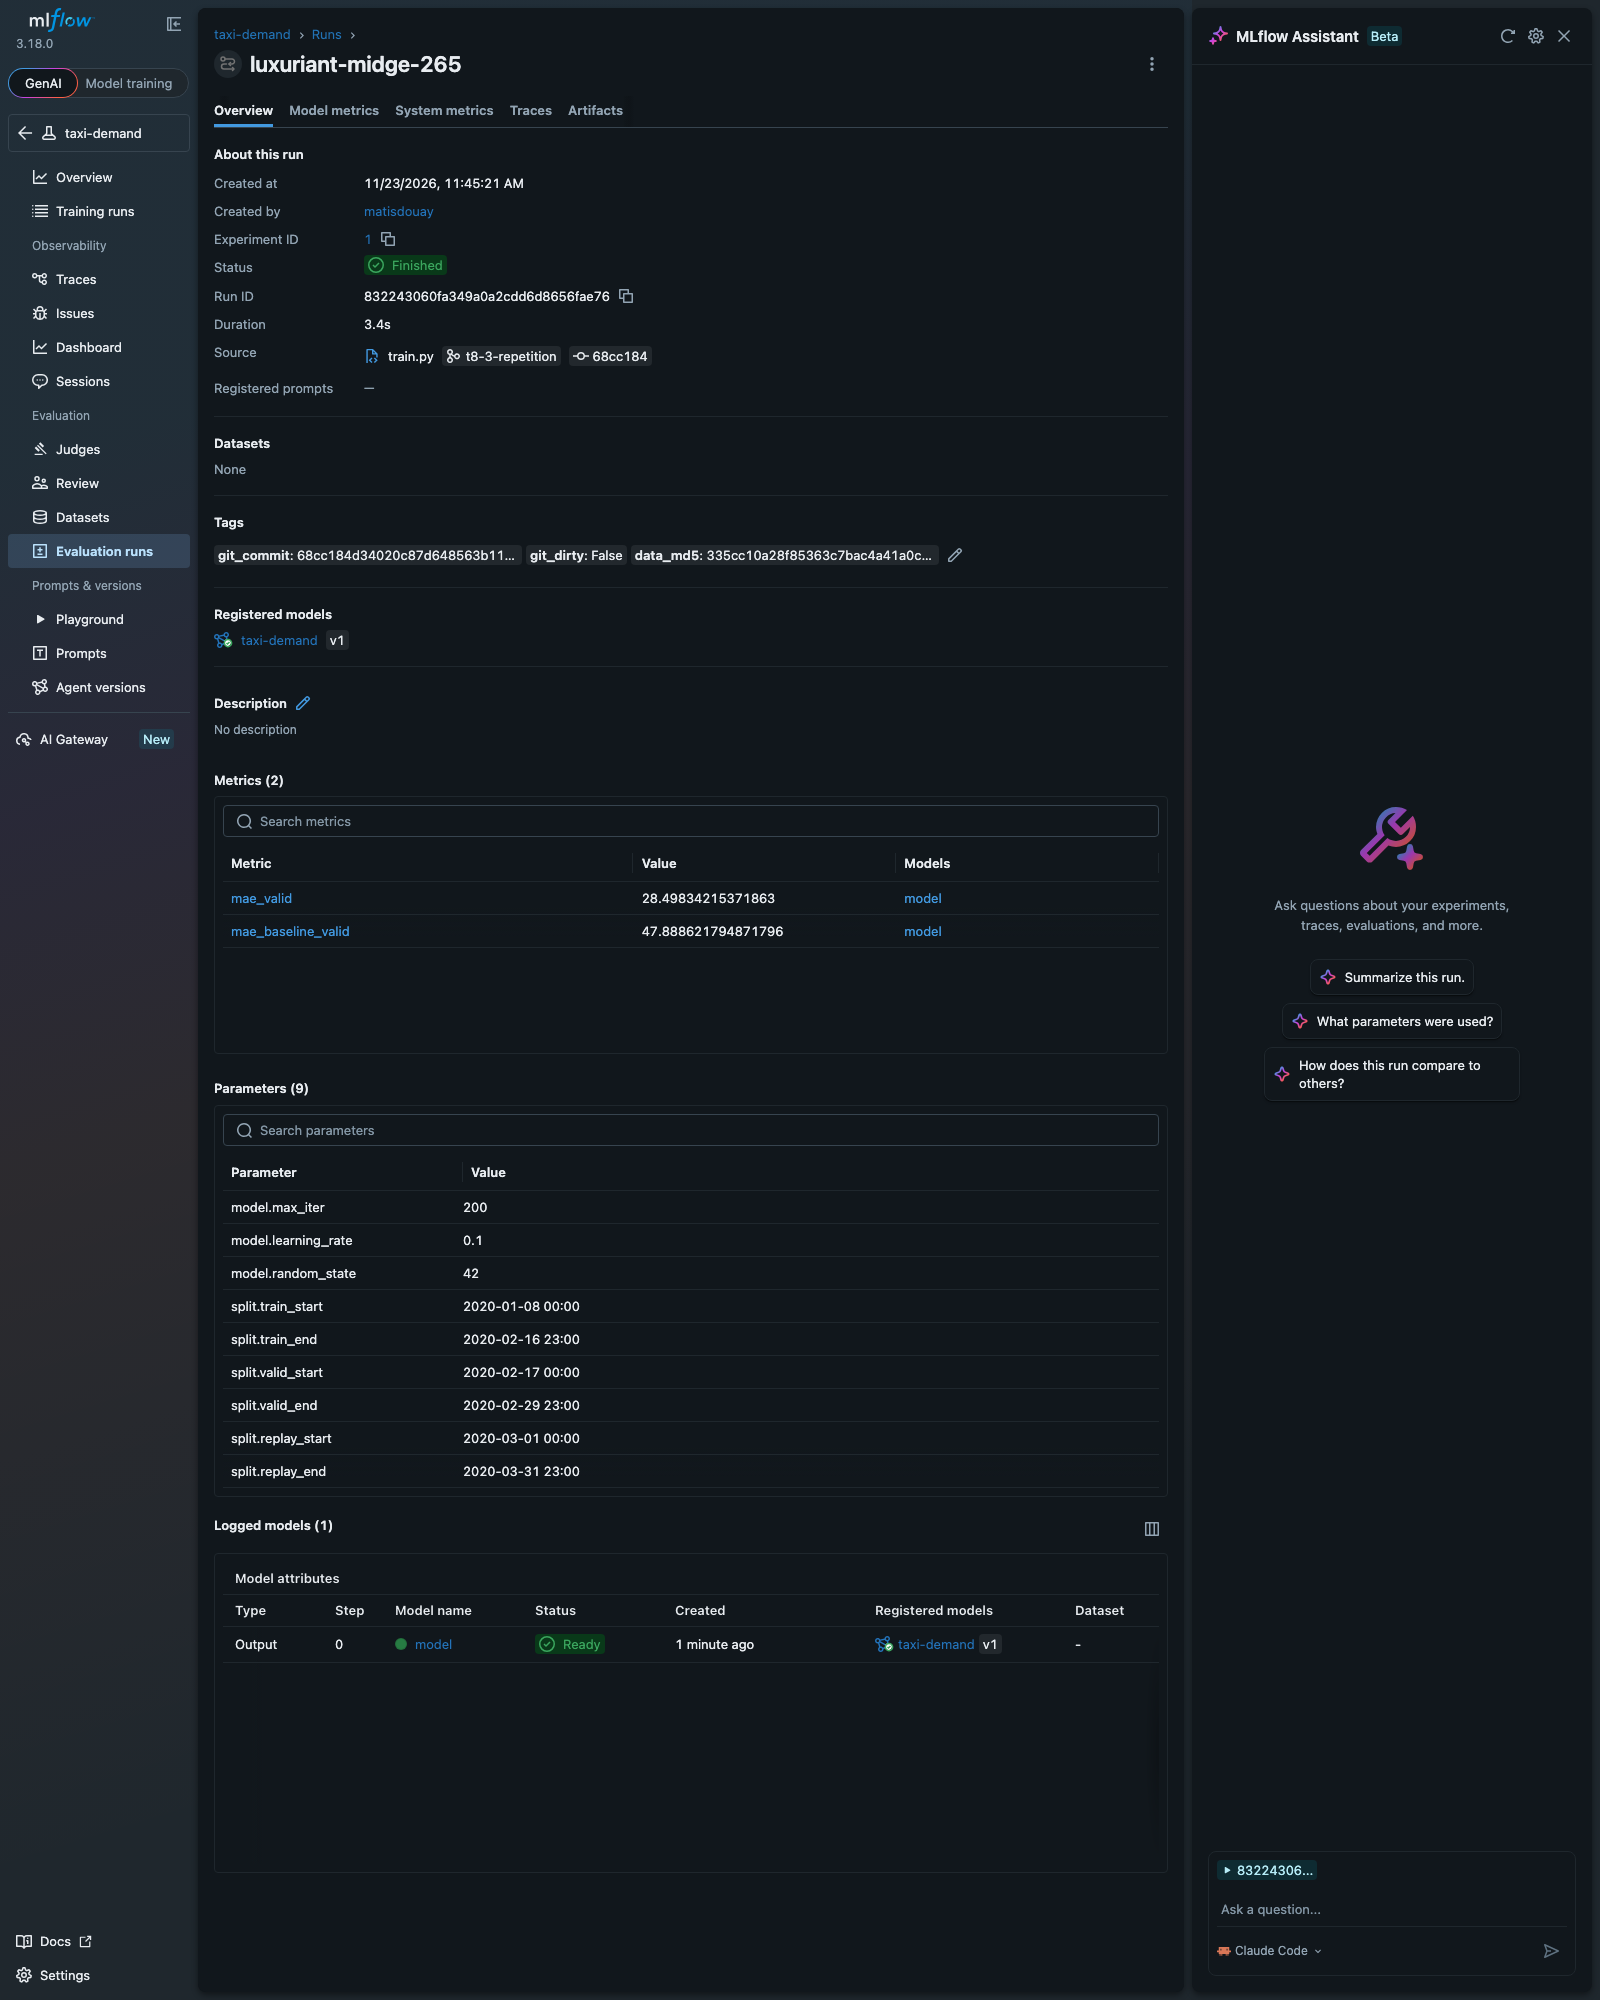 mlflow
3.18.0
GenAI
Model training
taxi-demand
Overview
Training runs
Observability
Traces
Issues
Dashboard
Sessions
Evaluation
Judges
Review
Datasets
Evaluation runs
Prompts & versions
Playground
Prompts
Agent versions
AI Gateway New
Docs
Settings
taxi-demand › Runs ›
luxuriant-midge-265
Overview Model metrics System metrics Traces Artifacts
About this run
Created at 11/23/2026, 11:45:21 AM
Created by matisdouay
Experiment ID 1
Status Finished
Run ID 832243060fa349a0a2cdd6d8656fae76
Duration 3.4s
Source train.py t8-3-repetition 68cc184
Registered prompts —
Datasets
None
Tags
git_commit: 68cc184d34020c87d648563b11... git_dirty: False data_md5: 335cc10a28f85363c7bac4a41a0c...
Registered models
taxi-demand v1
Description
No description
Metrics (2)
Search metrics
Metric Value Models
mae_valid 28.49834215371863 model
mae_baseline_valid 47.888621794871796 model
Parameters (9)
Search parameters
Parameter Value
model.max_iter 200
model.learning_rate 0.1
model.random_state 42
split.train_start 2020-01-08 00:00
split.train_end 2020-02-16 23:00
split.valid_start 2020-02-17 00:00
split.valid_end 2020-02-29 23:00
split.replay_start 2020-03-01 00:00
split.replay_end 2020-03-31 23:00
Logged models (1)
Model attributes
Type Step Model name Status Created Registered models Dataset
Output 0 model Ready 1 minute ago taxi-demand v1 -
MLflow Assistant Beta
Ask questions about your experiments,
traces, evaluations, and more.
Summarize this run.
What parameters were used?
How does this run compare to
others?
83224306...
Ask a question...
Claude Code